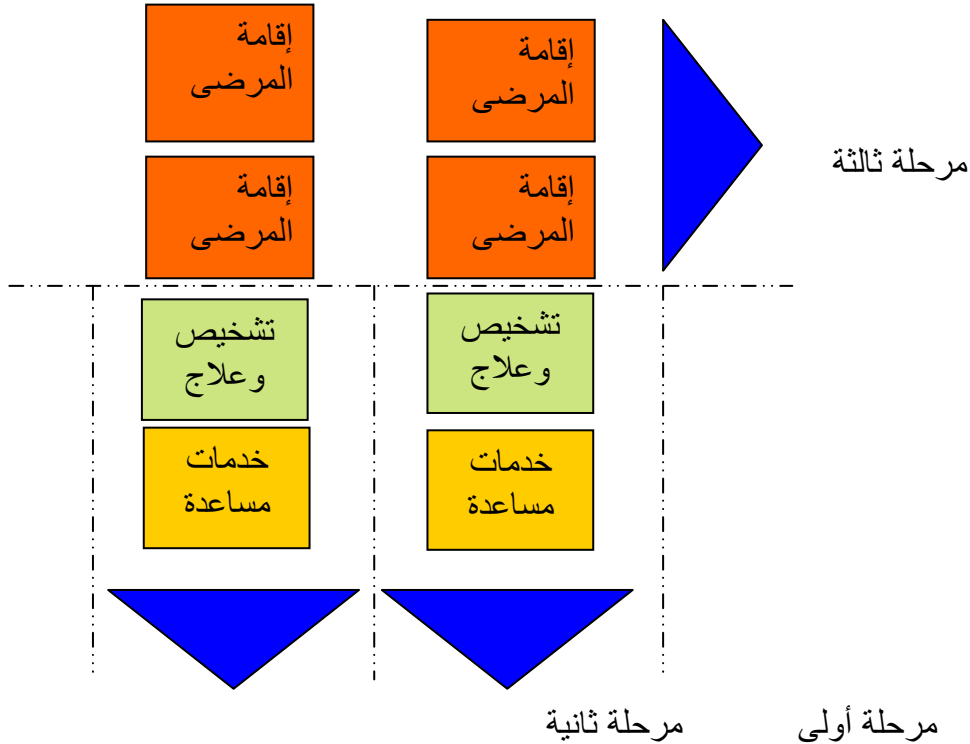 إقامة
المرضى
إقامة
المرضى
مرحلة ثالثة
إقامة
المرضى
إقامة
المرضى
تشخيص
وعلاج
تشخيص
وعلاج
خدمات
مساعدة
خدمات
مساعدة
مرحلة أولى
مرحلة ثانية